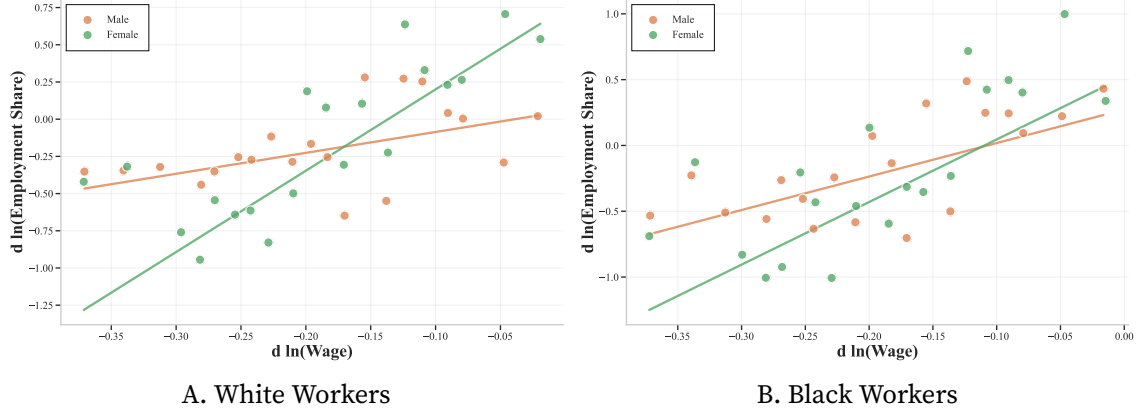 0.75
0.50
0.25
0.00
−0.25
−0.50
−0.75
−1.00
−1.25
d ln(Employment Share)
Male
Female
−0.35
−0.30
−0.25
−0.20
−0.15
−0.10
−0.05
d ln(Wage)
A. White Workers
1.0
0.5
0.0
−0.5
−1.0
d ln(Employment Share)
Male
Female
−0.35
−0.30
−0.25
−0.20
−0.15
−0.10
−0.05
0.00
d ln(Wage)
B. Black Workers